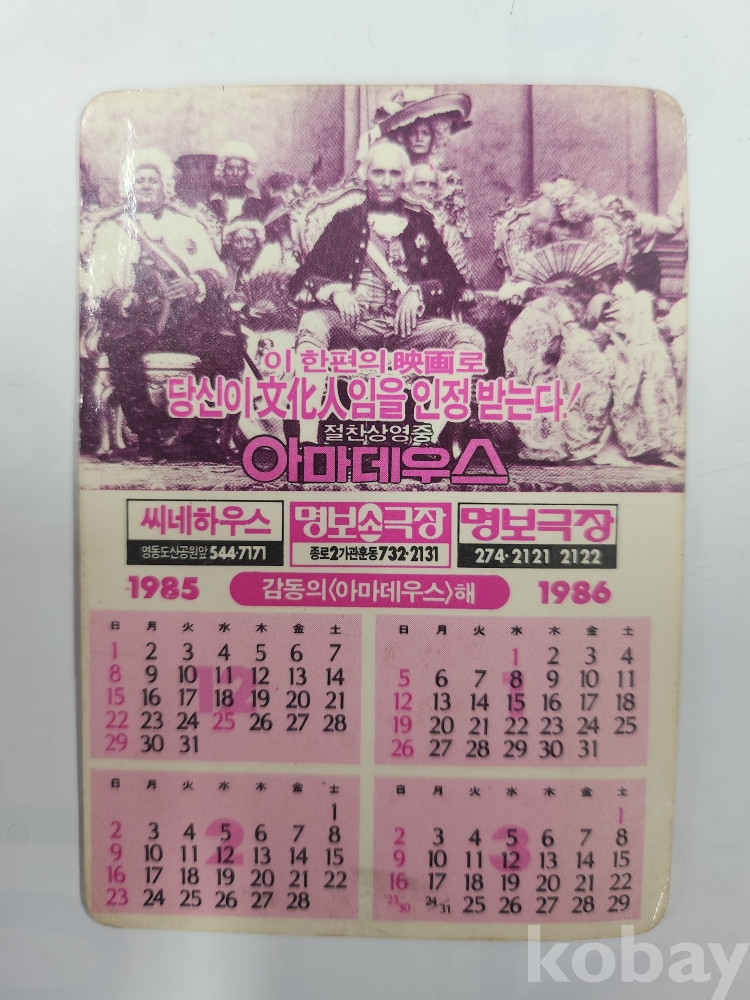 이 한편의 映画로
당신이 文化人임을 인정 받는다!
절찬상영중
아마데우스
씨네하우스
영동도산공원앞 544·7171
명보소극장
종로2가관훈동 732·2131
명보극장
274·2121 2122
1985 감동의〈아마데우스〉해 1986
12
日 月 火 水 木 金 土
1 2 3 4 5 6 7
8 9 10 11 12 13 14
15 16 17 18 19 20 21
22 23 24 25 26 27 28
29 30 31
1
日 月 火 水 木 金 土
1 2 3 4
5 6 7 8 9 10 11
12 13 14 15 16 17 18
19 20 21 22 23 24 25
26 27 28 29 30 31
2
日 月 火 水 木 金 土
1
2 3 4 5 6 7 8
9 10 11 12 13 14 15
16 17 18 19 20 21 22
23 24 25 26 27 28
3
日 月 火 水 木 金 土
1
2 3 4 5 6 7 8
9 10 11 12 13 14 15
16 17 18 19 20 21 22
23/30 24/31 25 26 27 28 29
kobay